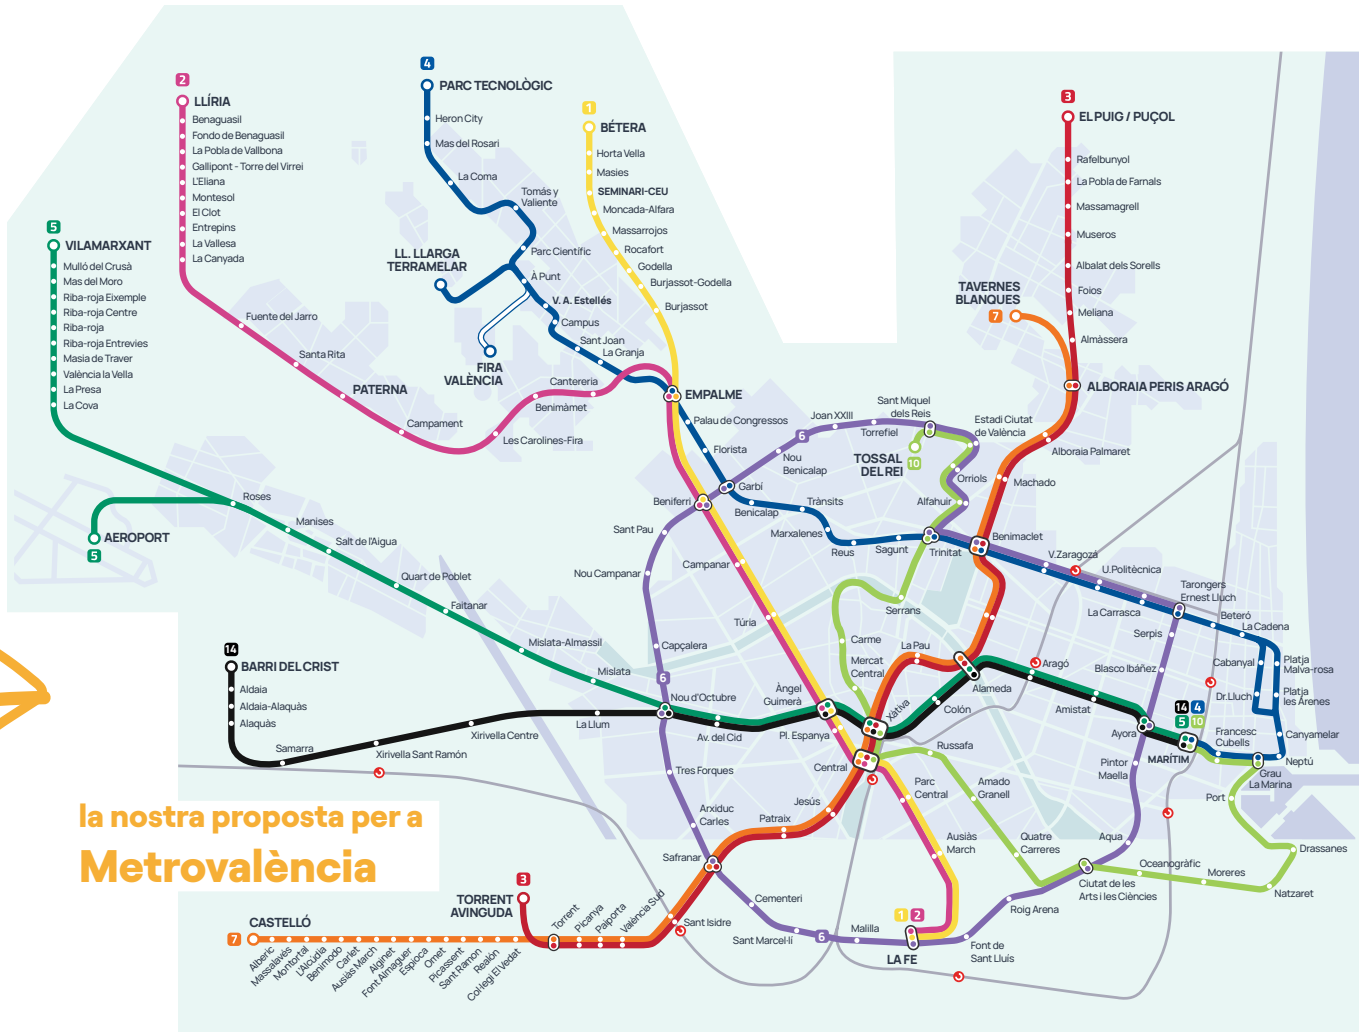 2
LLÍRIA
Benaguasil
Fondo de Benaguasil
La Pobla de Vallbona
Gallipont - Torre del Virrei
L'Eliana
Montesol
El Clot
Entrepins
La Vallesa
La Canyada
Fuente del Jarro
Santa Rita
PATERNA
Campament
Les Carolines-Fira
Benimàmet
Cantereria
4
PARC TECNOLÒGIC
Heron City
Mas del Rosari
La Coma
Tomás y
Valiente
Parc Científic
LL. LLARGA
TERRAMELAR
À Punt
V. A. Estellés
Campus
Sant Joan
La Granja
FIRA
VALÈNCIA
1
BÉTERA
Horta Vella
Masies
SEMINARI-CEU
Moncada-Alfara
Massarrojos
Rocafort
Godella
Burjassot-Godella
Burjassot
EMPALME
3
EL PUIG / PUÇOL
Rafelbunyol
La Pobla de Farnals
Massamagrell
Museros
Albalat dels Sorells
Foios
Meliana
Almàssera
TAVERNES
BLANQUES
7
ALBORAIA PERIS ARAGÓ
Alboraia Palmaret
Machado
5
VILAMARXANT
Mulló del Crusà
Mas del Moro
Riba-roja Eixemple
Riba-roja Centre
Riba-roja
Riba-roja Entrevies
Masia de Traver
València la Vella
La Presa
La Cova
AEROPORT
5
Roses
Manises
Salt de l'Aigua
Quart de Poblet
Faitanar
Mislata-Almassil
Mislata
Palau de Congressos
Florista
Garbí
Benicalap
Beniferri
Trànsits
Marxalenes
Reus
Sagunt
Trinitat
Benimaclet
6
Nou
Benicalap
Joan XXIII
Torrefiel
Sant Miquel
dels Reis
TOSSAL
DEL REI
10
Estadi Ciutat
de València
Orriols
Alfahuir
Sant Pau
Nou Campanar
Campanar
Túria
Capçalera
6
Nou d'Octubre
Serrans
Carme
Mercat
Central
La Pau
V.Zaragozá
U.Politècnica
La Carrasca
Tarongers
Ernest Lluch
Beteró
La Cadena
Serpis
Blasco Ibáñez
Cabanyal
Dr.Lluch
Platja
Malva-rosa
Platja
les Arenes
Canyamelar
Aragó
Alameda
Colón
Xàtiva
Amistat
Ayora
14
4
5
10
MARÍTIM
Francesc
Cubells
Neptú
Grau
La Marina
Port
Pintor
Maella
Aqua
Drassanes
Natzaret
Moreres
Oceanogràfic
Ciutat de les
Arts i les Ciències
Roig Arena
14
BARRI DEL CRIST
Aldaia
Aldaia-Alaquàs
Alaquàs
Samarra
Xirivella Sant Ramón
Xirivella Centre
La Llum
Av. del Cid
Àngel
Guimerà
Pl. Espanya
Central
Russafa
Amado
Granell
Quatre
Carreres
Parc
Central
Ausiàs
March
1
2
LA FE
Font de
Sant Lluís
Malilla
6
Sant Marcel·lí
Cementeri
Tres Forques
Arxiduc
Carles
Safranar
Patraix
Jesús
Sant Isidre
València Sud
Paiporta
Picanya
Torrent
3
TORRENT
AVINGUDA
la nostra proposta per a
Metrovalència
CASTELLÓ
7
Alberic
Massalavés
Montortal
L'Alcúdia
Benimodo
Carlet
Ausiàs March
Alginet
Font Almaguer
Espioca
Omet
Picassent
Sant Ramon
Realón
Col·legi El Vedat